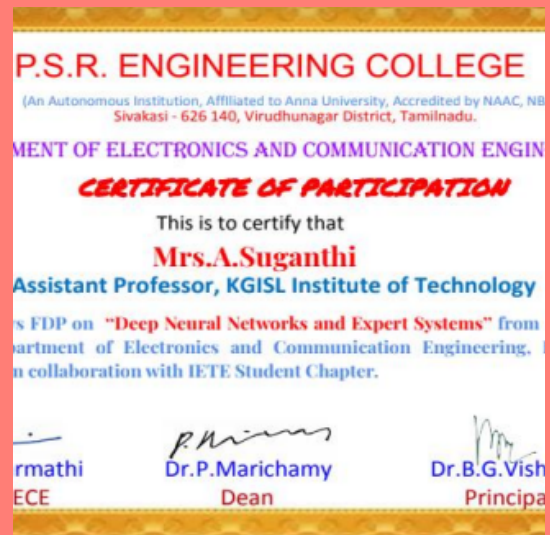 P.S.R. ENGINEERING COLLEGE
(An Autonomous Institution, Affiliated to Anna University, Accredited by NAAC, NB
Sivakasi - 626 140, Virudhunagar District, Tamilnadu.
MENT OF ELECTRONICS AND COMMUNICATION ENGIN
CERTIFICATE OF PARTICIPATION
This is to certify that
Mrs.A.Suganthi
Assistant Professor, KGISL Institute of Technology
s FDP on "Deep Neural Networks and Expert Systems" from
artment of Electronics and Communication Engineering,
n collaboration with IETE Student Chapter.
rmathi Dr.P.Marichamy Dr.B.G.Vish
ECE Dean Principa